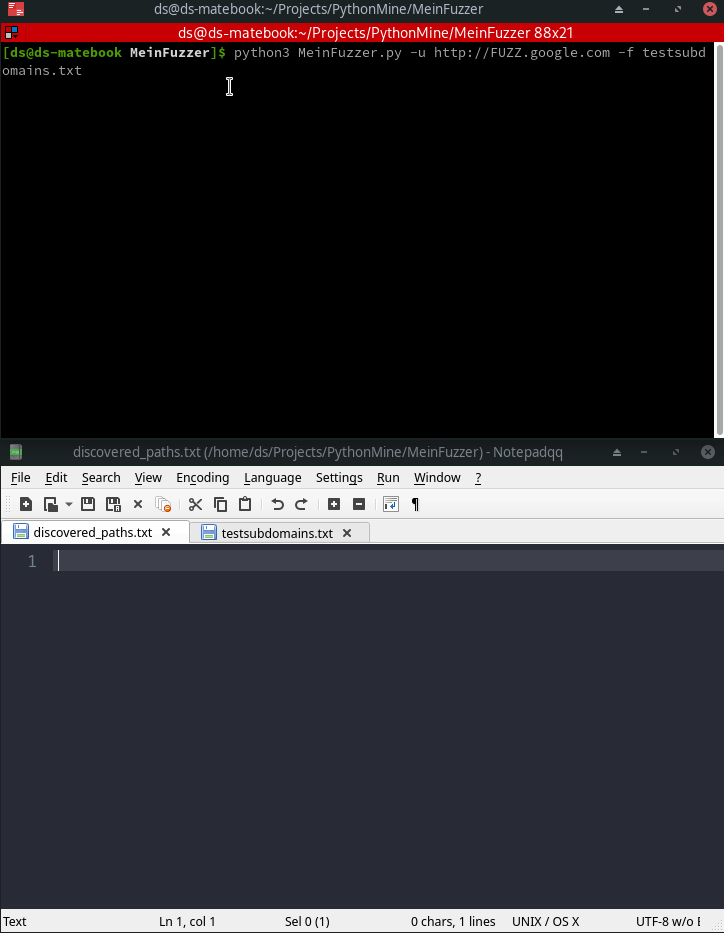 ds@ds-matebook:~/Projects/PythonMine/MeinFuzzer
ds@ds-matebook:~/Projects/PythonMine/MeinFuzzer 88x21
[ds@ds-matebook MeinFuzzer]$ python3 MeinFuzzer.py -u http://FUZZ.google.com -f testsubd
omains.txt
discovered_paths.txt (/home/ds/Projects/PythonMine/MeinFuzzer) - Notepadqq
File Edit Search View Encoding Language Settings Run Window ?
discovered_paths.txt testsubdomains.txt
1
Text Ln 1, col 1 Sel 0 (1) 0 chars, 1 lines UNIX / OS X UTF-8 w/o